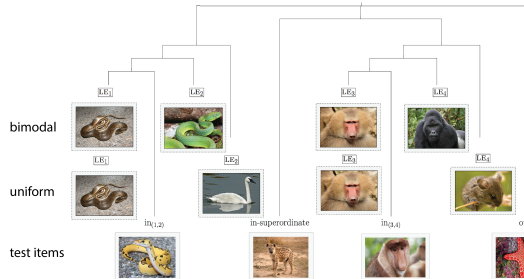 LE1
LE2
LE3
LE4
bimodal
LE1
LE2
LE3
LE4
uniform
in(1,2)
in-superordinate
in(3,4)
test items